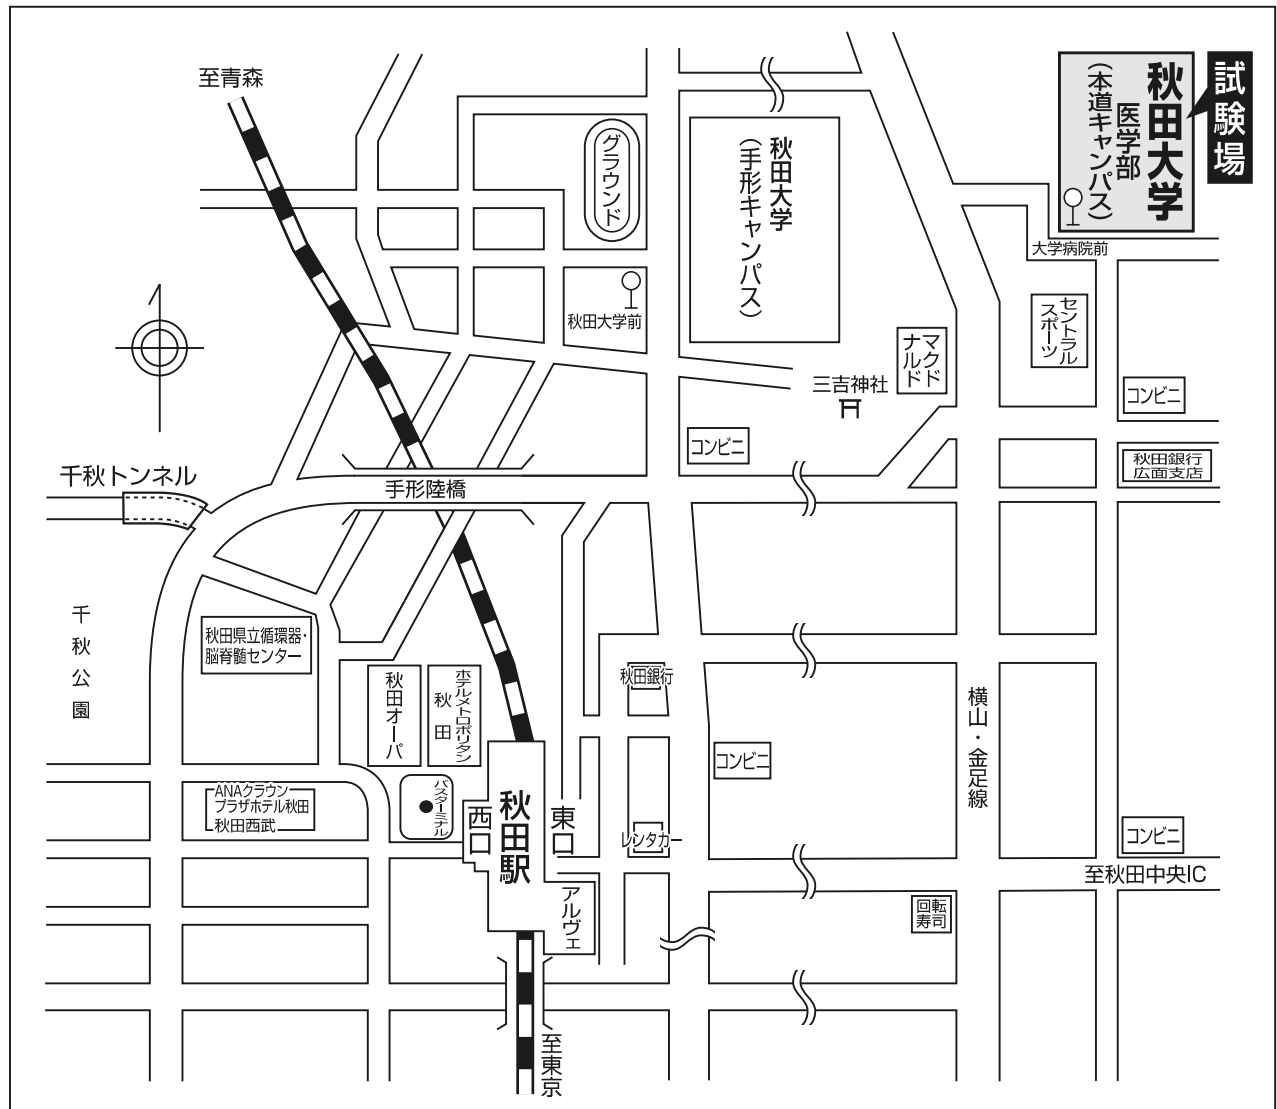 至青森
試験場
秋田大学
医学部
(本道キャンパス)
大学病院前
グラウンド
秋田大学
(手形キャンパス)
秋田大学前
三吉神社
マクド
ナルド
セントラル
スポーツ
コンビニ
コンビニ
秋田銀行
広面支店
千秋トンネル
手形陸橋
千秋公園
秋田県立循環器・
脳脊髄センター
秋田オーパ
ホテルメトロポリタン
秋田
秋田銀行
横山・金足線
コンビニ
ANAクラウン
プラザホテル秋田
秋田西武
バスターミナル
西口
秋田駅
東口
レンタカー
コンビニ
至秋田中央IC
アルヴェ
回転
寿司
至東京